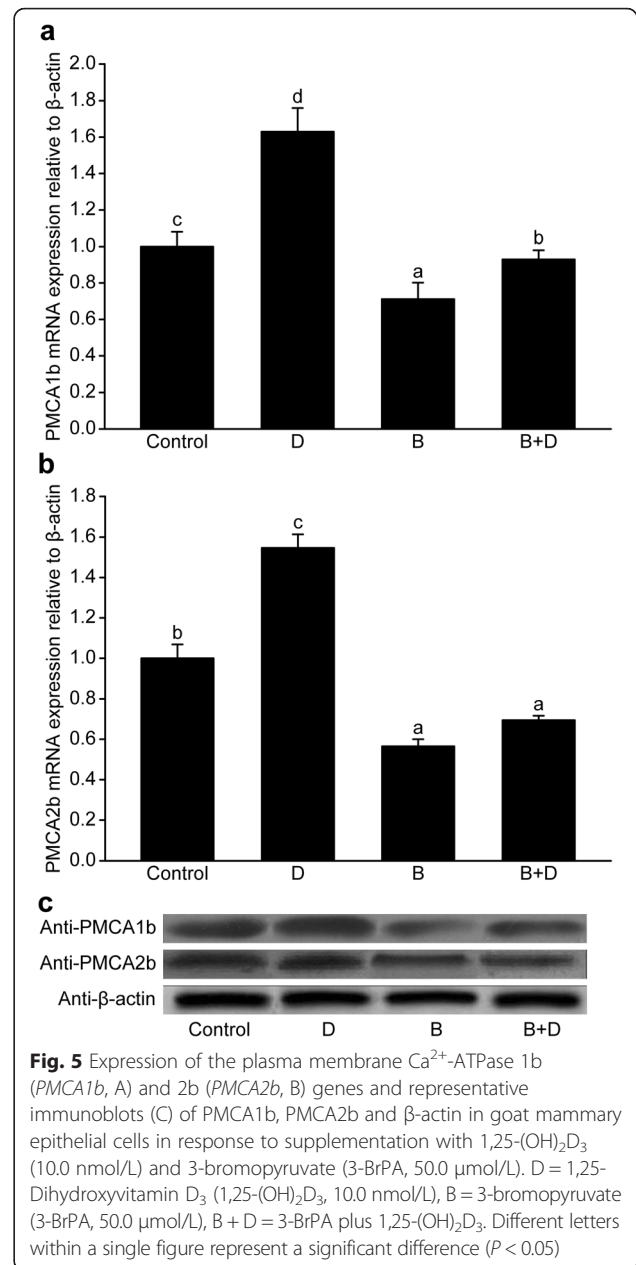 a
PMCA1b mRNA expression relative to β-actin
2.0
1.8
1.6
1.4
1.2
1.0
0.8
0.6
0.4
0.2
0.0
c
d
a
b
Control D B B+D
b
PMCA2b mRNA expression relative to β-actin
1.8
1.6
1.4
1.2
1.0
0.8
0.6
0.4
0.2
0.0
b
c
a
a
Control D B B+D
c
Anti-PMCA1b
Anti-PMCA2b
Anti-β-actin
Control D B B+D
Fig. 5 Expression of the plasma membrane Ca²⁺-ATPase 1b
(PMCA1b, A) and 2b (PMCA2b, B) genes and representative
immunoblots (C) of PMCA1b, PMCA2b and β-actin in goat mammary
epithelial cells in response to supplementation with 1,25-(OH)₂D₃
(10.0 nmol/L) and 3-bromopyruvate (3-BrPA, 50.0 μmol/L). D = 1,25-
Dihydroxyvitamin D₃ (1,25-(OH)₂D₃, 10.0 nmol/L), B = 3-bromopyruvate
(3-BrPA, 50.0 μmol/L), B + D = 3-BrPA plus 1,25-(OH)₂D₃. Different letters
within a single figure represent a significant difference (P < 0.05)